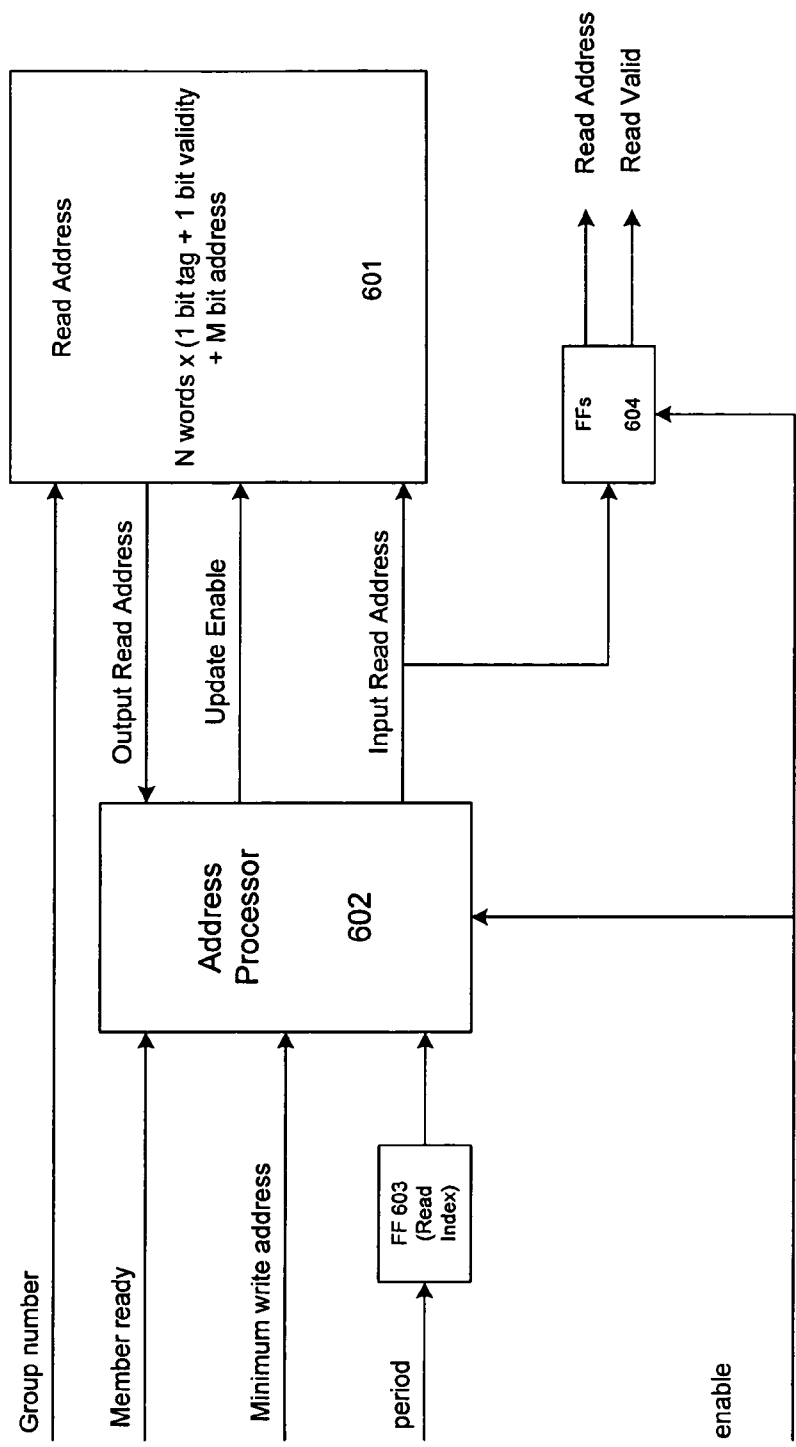 Group number
Member ready
Minimum write address
period
enable
FF 603
(Read
Index)
Address
Processor
602
Output Read Address
Update Enable
Input Read Address
Read Address
N words x (1 bit tag + 1 bit validity
+ M bit address
601
FFs
604
Read Address
Read Valid